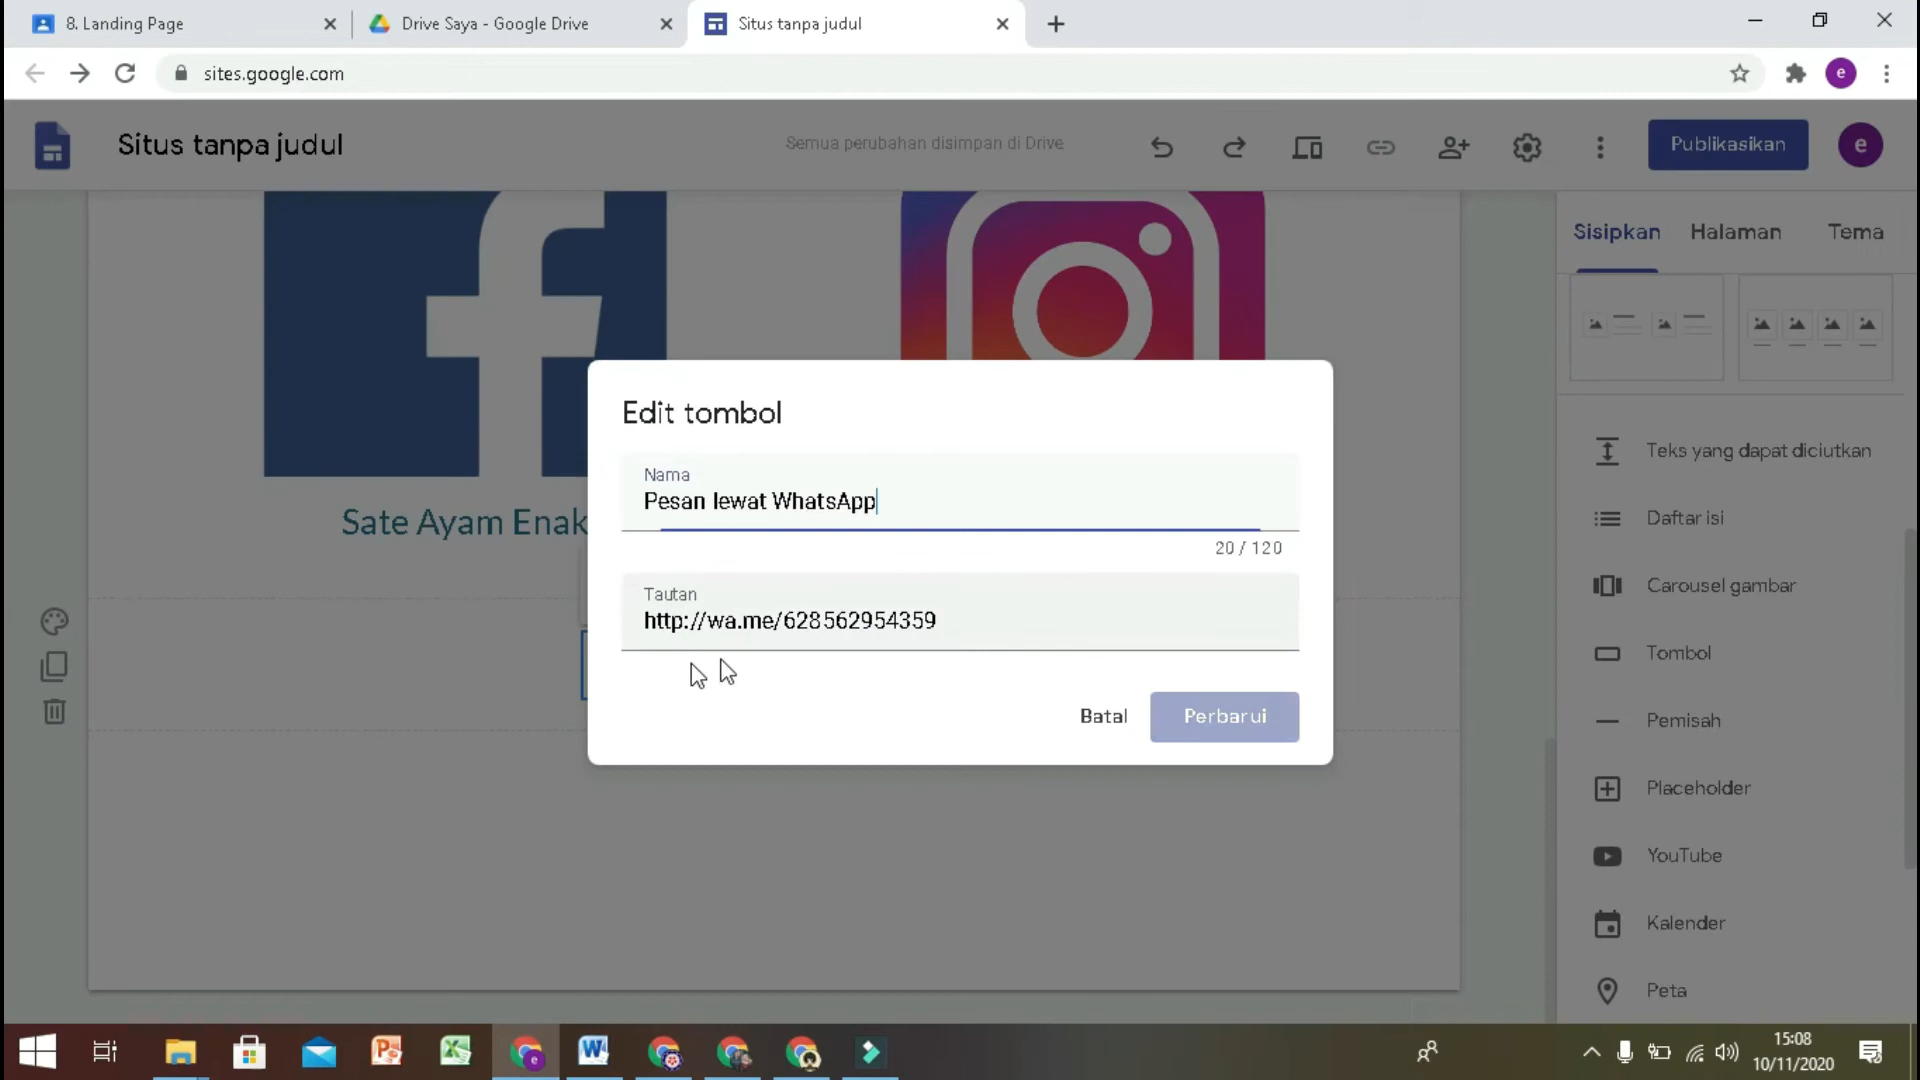 8. Landing Page
Drive Saya - Google Drive
Situs tanpa judul
sites.google.com
e
Situs tanpa judul
Semua perubahan disimpan di Drive
Publikasikan
e
Sisipkan
Halaman
Tema
Sate Ayam Enak
Edit tombol
Nama
Pesan lewat WhatsApp
20 / 120
Tautan
http://wa.me/628562954359
Batal
Perbarui
Teks yang dapat diciutkan
Daftar isi
Carousel gambar
Tombol
Pemisah
Placeholder
YouTube
Kalender
Peta
15:08
10/11/2020